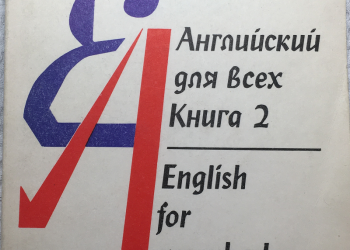 Английский
для всех
Книга 2
English
for